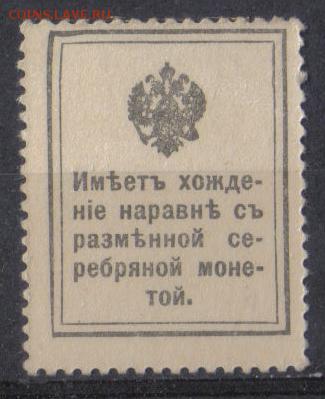 COINS.LAVE.RU
Имѣетъ хожде-
ніе наравнѣ съ
размѣнной се-
ребряной моне-
той.